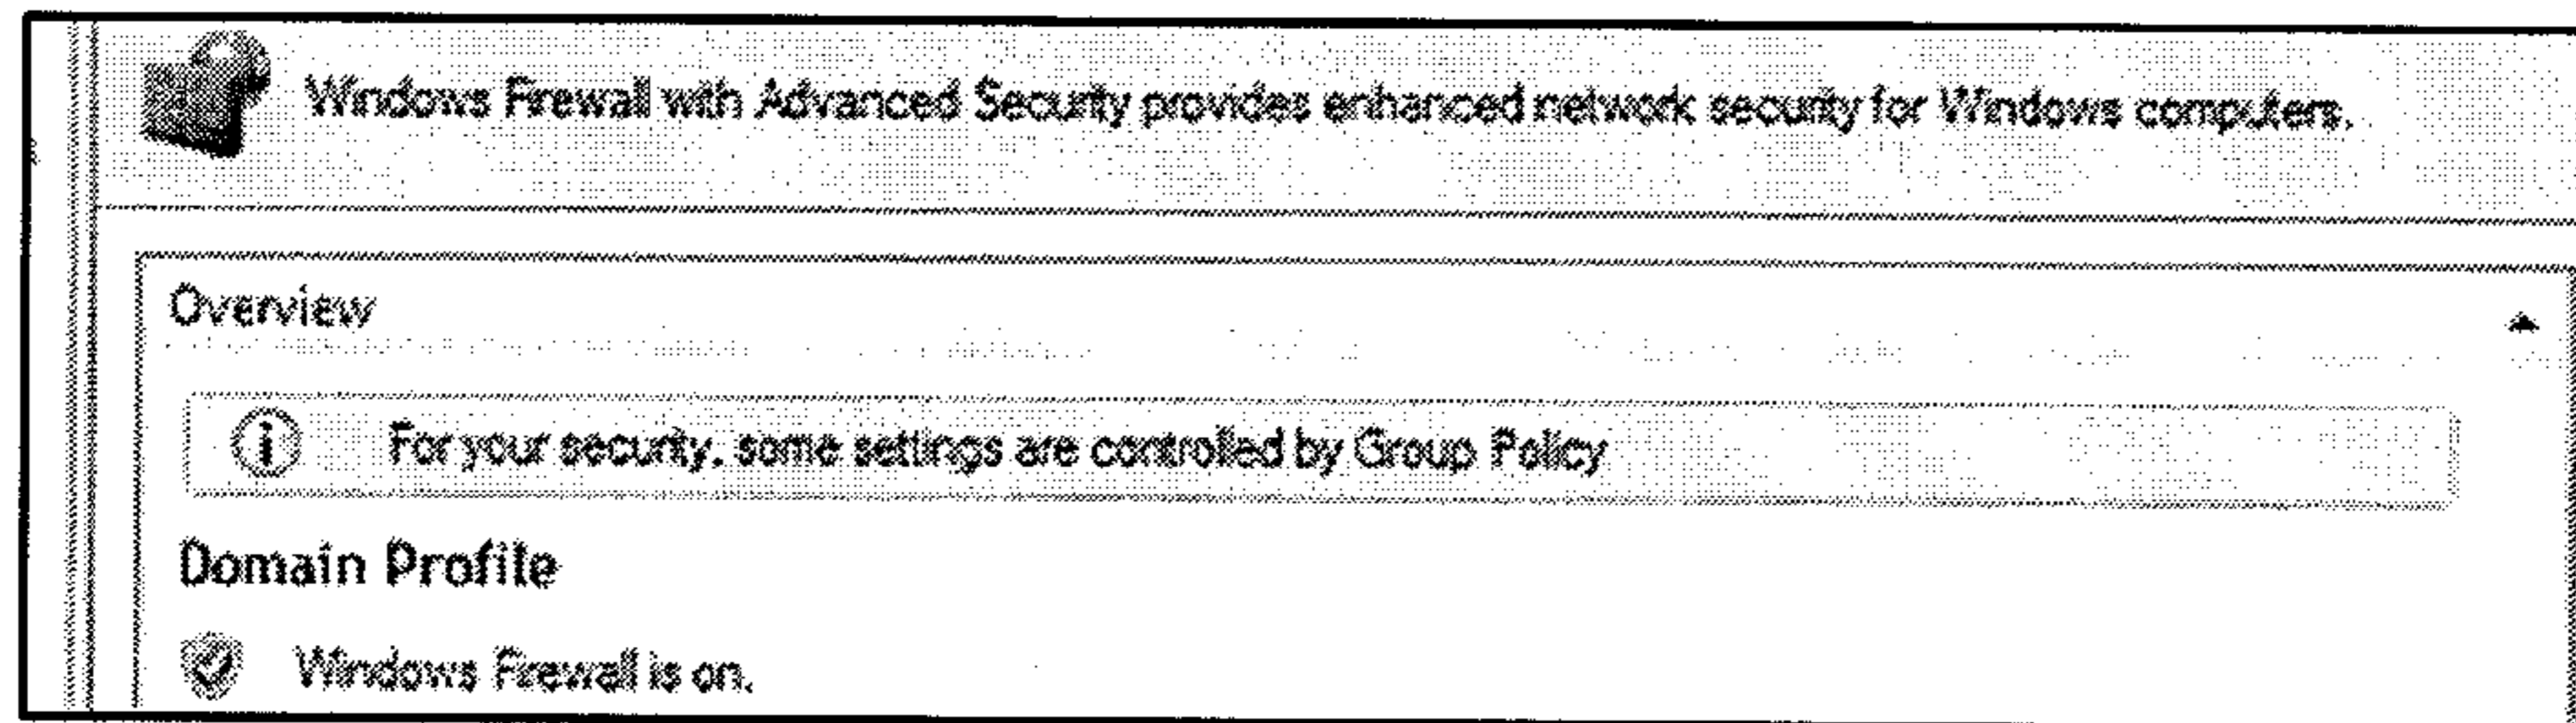 Windows Firewall with Advanced Security provides enhanced network security for Windows computers.
Overview
For your security, some settings are controlled by Group Policy
Domain Profile
Windows Firewall is on.